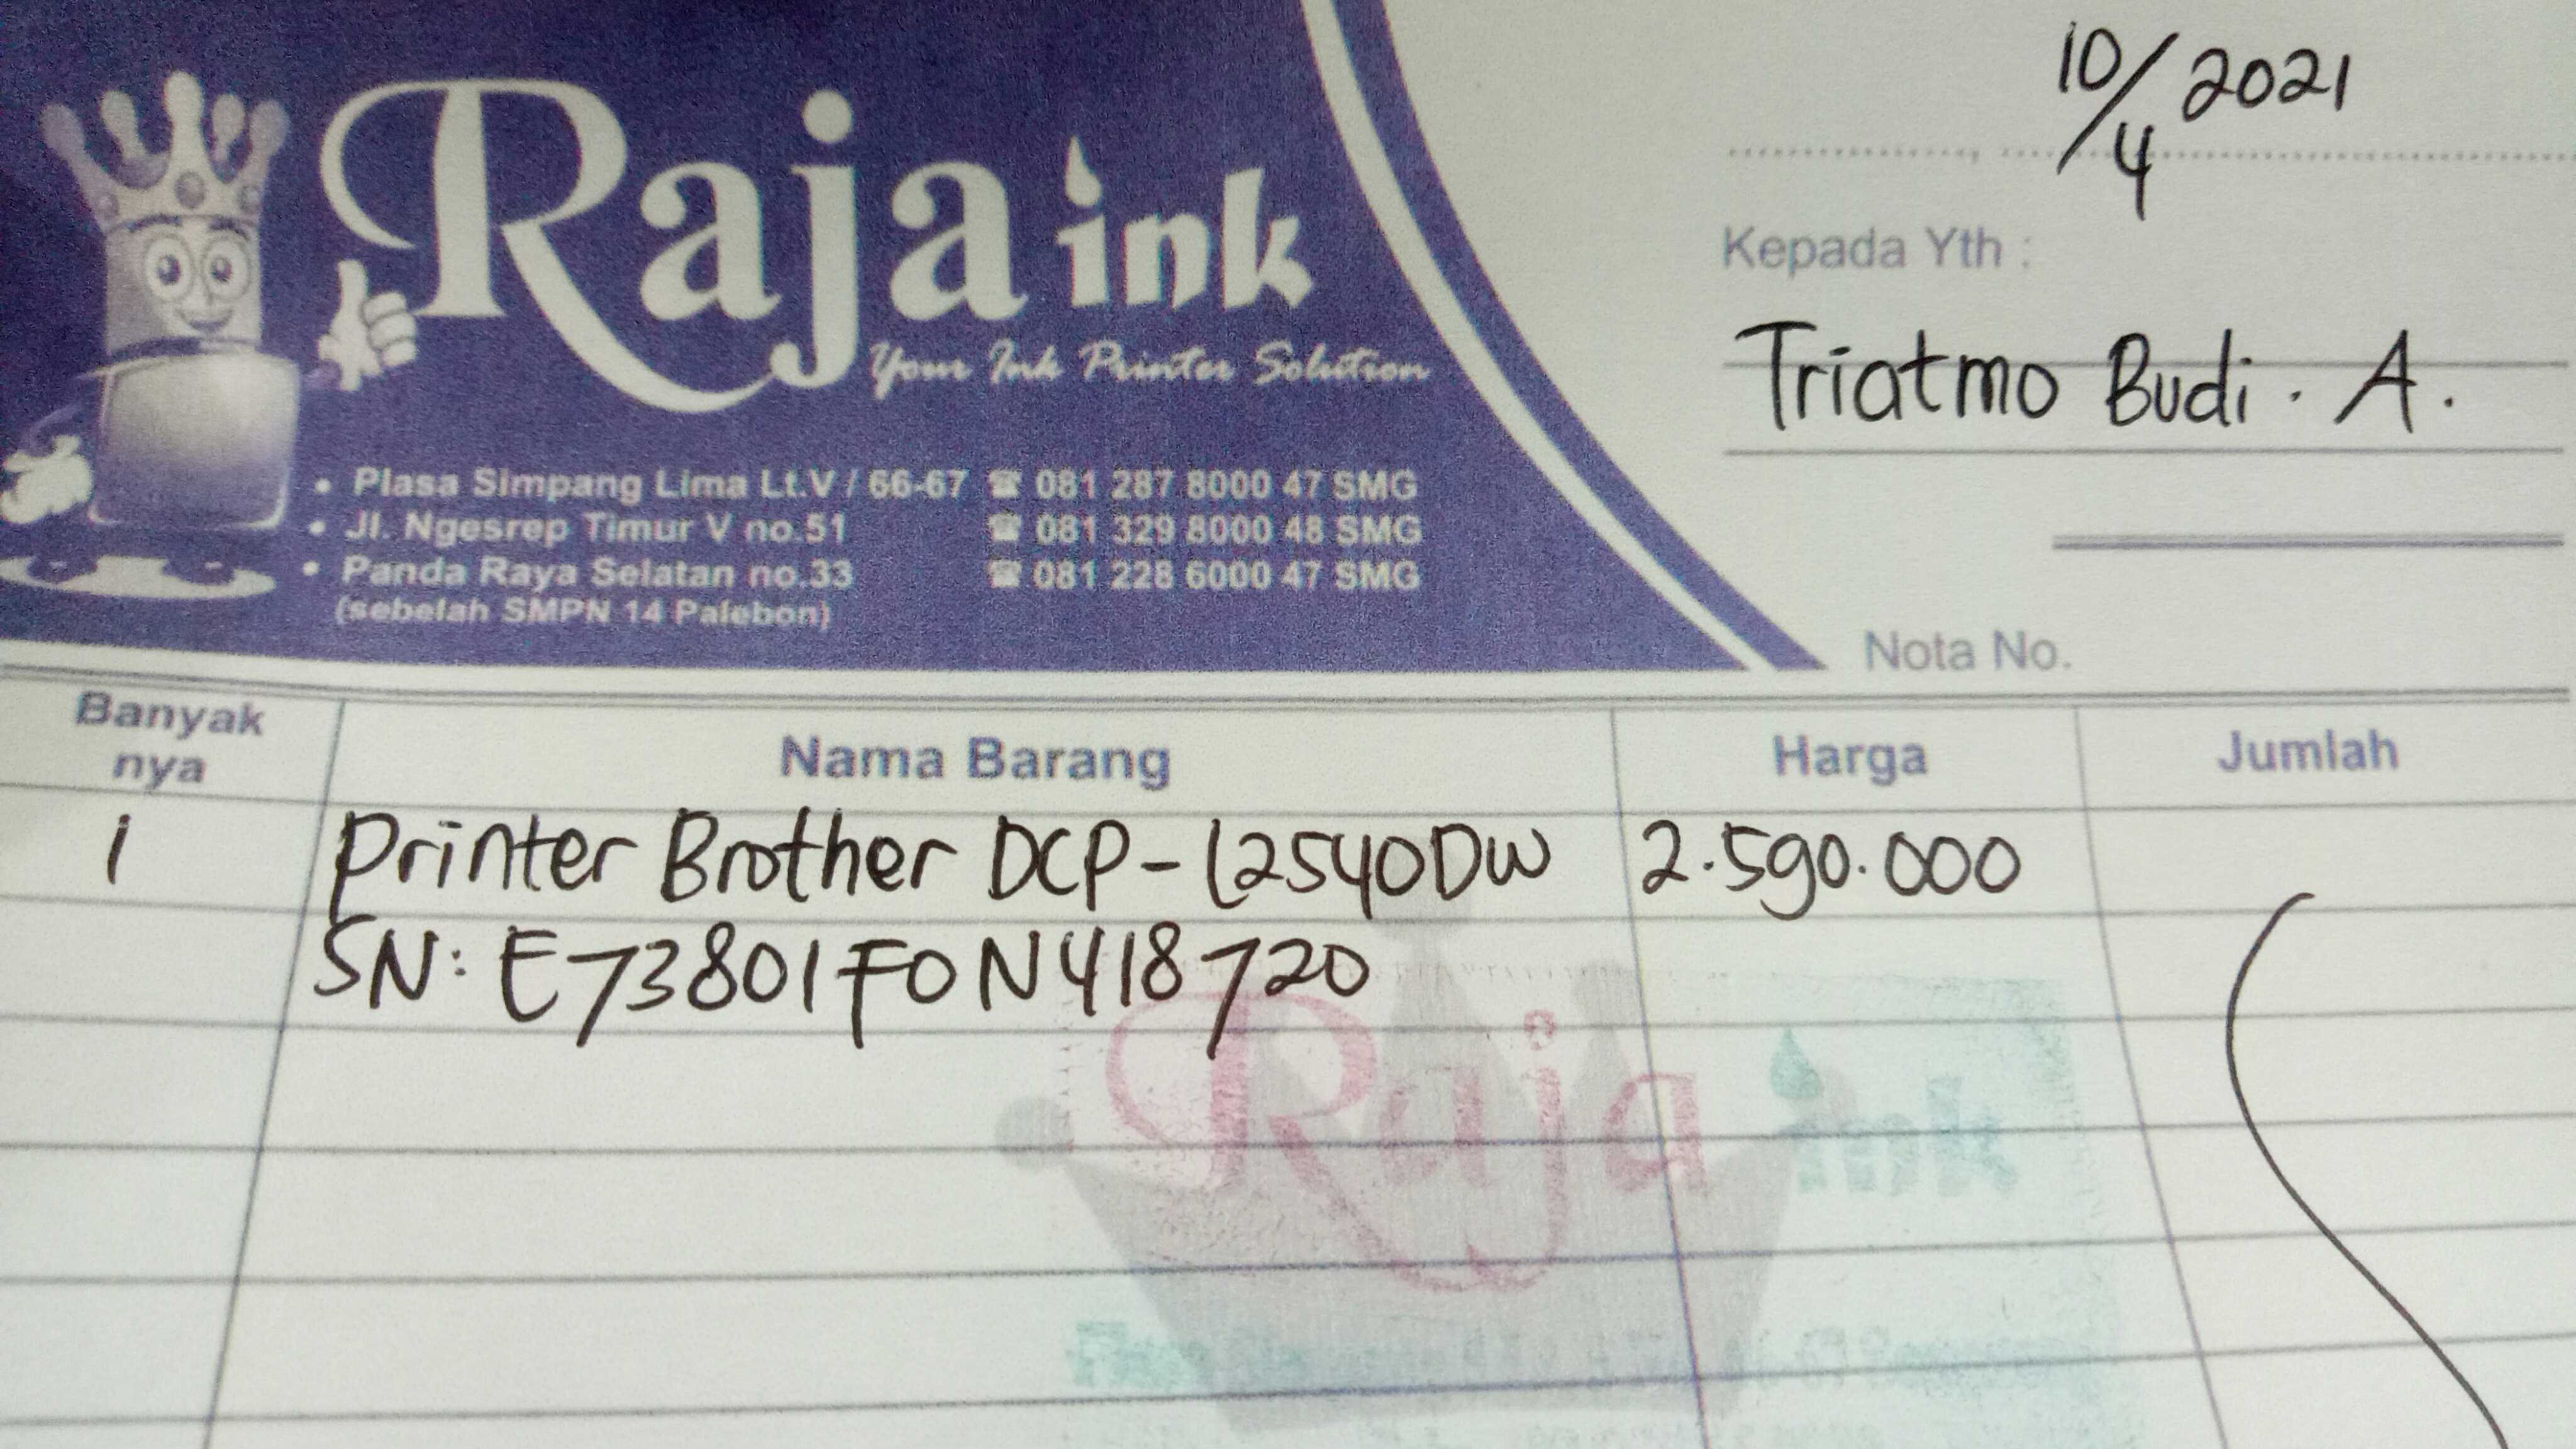 Raja ink
Your Ink Printer Solution
• Plasa Simpang Lima Lt.V / 66-67 ☎ 081 287 8000 47 SMG
• Jl. Ngesrep Timur V no.51 ☎ 081 329 8000 48 SMG
• Panda Raya Selatan no.33 ☎ 081 228 6000 47 SMG
(sebelah SMPN 14 Palebon)
10/4 2021
Kepada Yth :
Triatmo Budi . A.
Nota No.
Banyak
nya
Nama Barang
Harga
Jumlah
1 Printer Brother DCP-L2540DW 2.590.000
SN: E73801F0N418720
Raja ink